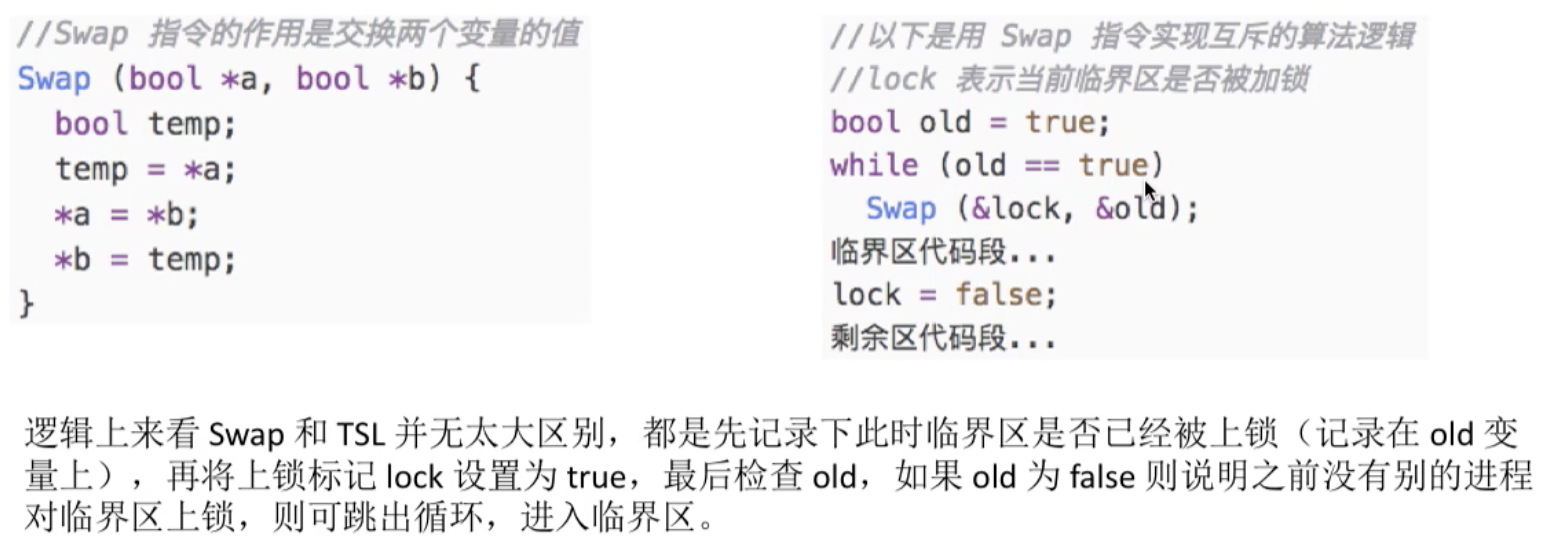 //Swap 指令的作用是交换两个变量的值
Swap (bool *a, bool *b) {
bool temp;
temp = *a;
*a = *b;
*b = temp;
}
//以下是用 Swap 指令实现互斥的算法逻辑
//lock 表示当前临界区是否被加锁
bool old = true;
while (old == true)
Swap (&lock, &old);
临界区代码段...
lock = false;
剩余区代码段...
逻辑上来看 Swap 和 TSL 并无太大区别，都是先记录下此时临界区是否已经被上锁（记录在 old 变
量上），再将上锁标记 lock 设置为 true，最后检查 old，如果 old 为 false 则说明之前没有别的进程
对临界区上锁，则可跳出循环，进入临界区。